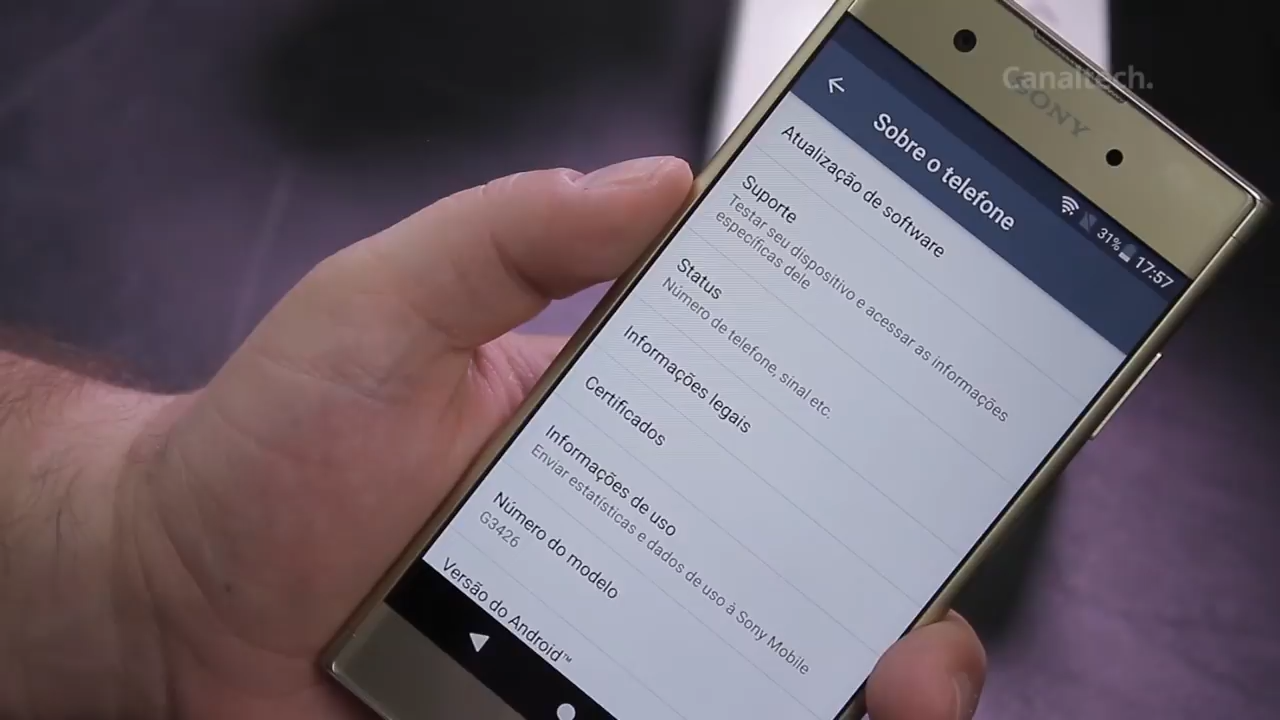 Canaltech.
SONY
31% 17:57
Sobre o telefone
Atualização de software
Suporte
Testar seu dispositivo e acessar as informações
específicas dele
Status
Número de telefone, sinal etc.
Informações legais
Certificados
Informações de uso
Enviar estatísticas e dados de uso à Sony Mobile
Número do modelo
G3426
Versão do Android™